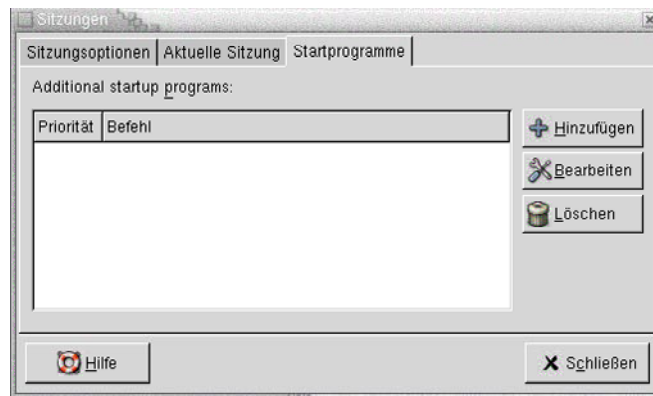 Sitzungen
Sitzungsoptionen Aktuelle Sitzung Startprogramme
Additional startup programs:
Priorität Befehl
Hinzufügen
Bearbeiten
Löschen
Hilfe
Schließen